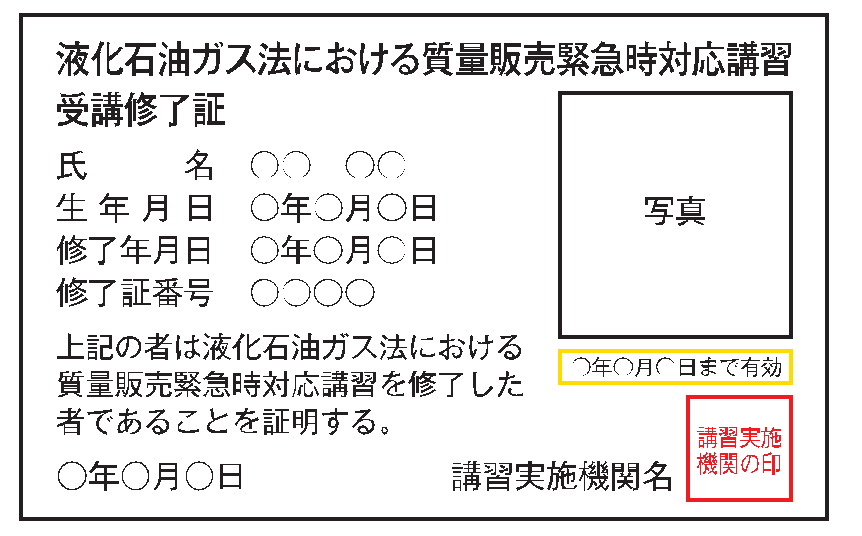 液化石油ガス法における質量販売緊急時対応講習
受講修了証
氏 名 ○○ ○○
生年月日 ○年○月○日
修了年月日 ○年○月○日
修了証番号 ○○○○
写真
○年○月○日まで有効
上記の者は液化石油ガス法における
質量販売緊急時対応講習を修了した
者であることを証明する。
○年○月○日
講習実施機関名
講習実施
機関の印